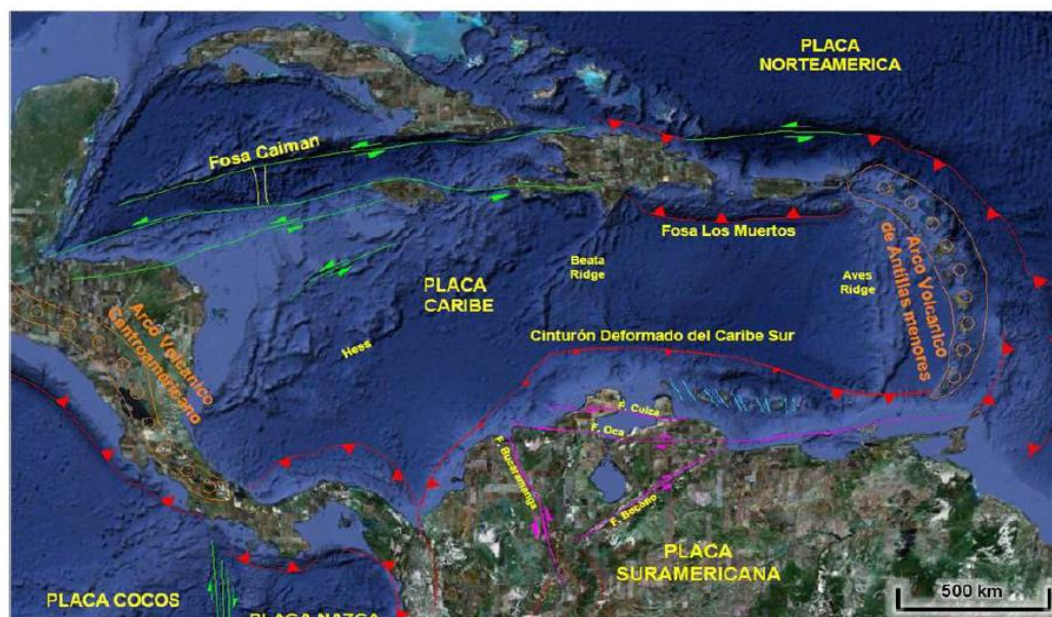 PLACA
NORTEAMERICA
Fosa Caiman
Fosa Los Muertos
Beata
Ridge
PLACA
CARIBE
Aves
Ridge
Arco Volcanico
de Antillas menores
Arco Volcanico
Centroamericano
Hess
Cinturón Deformado del Caribe Sur
F. Cuiza
F. Oca
F. Bucaramanga
F. Bocono
PLACA
SURAMERICANA
PLACA COCOS
PLACA NAZCA
500 km